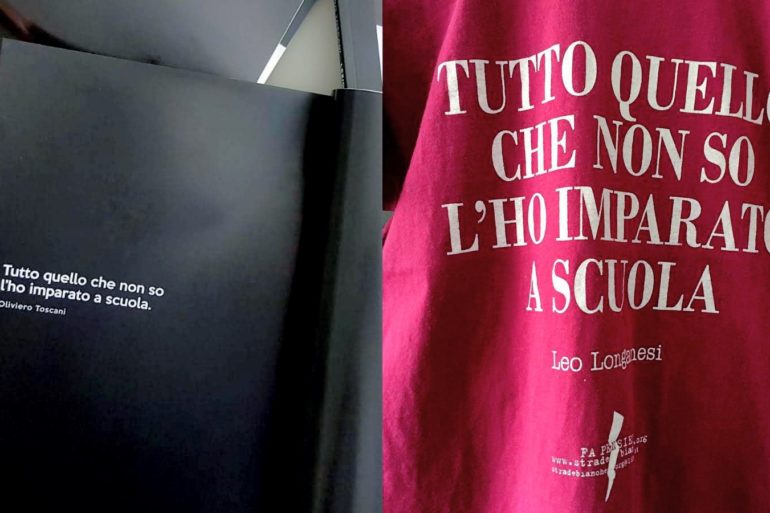 Tutto quello che non so
l'ho imparato a scuola.
Oliviero Toscani
TUTTO QUELLO
CHE NON SO
L'HO IMPARATO
A SCUOLA
Leo Longanesi